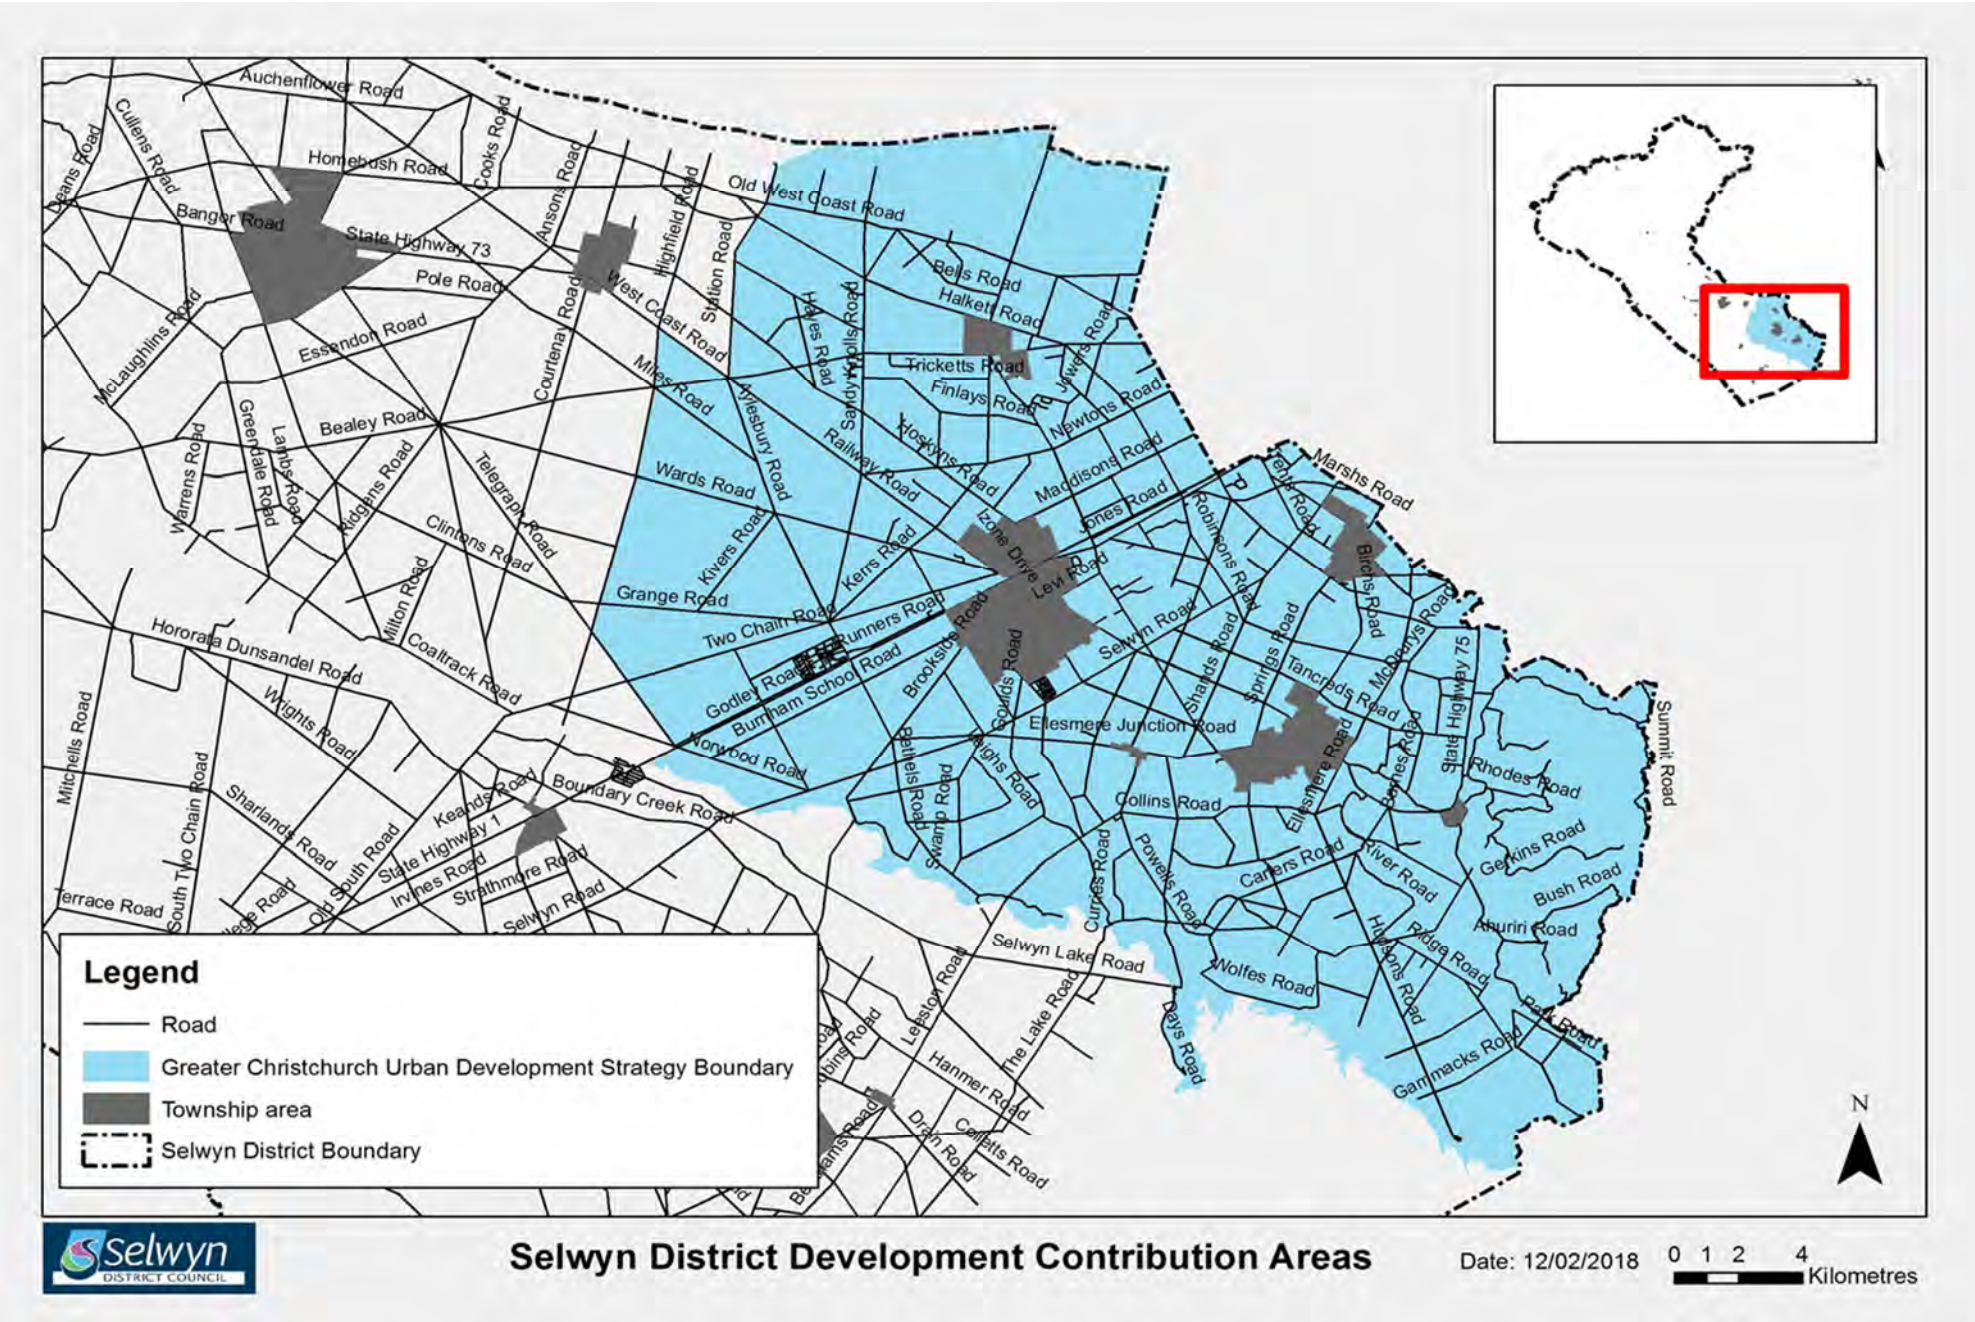 Auchenflower Road
Cullens Road
Deans Road
Homebush Road
Cooks Road
Ansons Road
Highfield Road
Station Road
Old West Coast Road
Bangor Road
State Highway 73
Pole Road
West Coast Road
Bells Road
Halkett Road
Hayes Road
Sandy Knolls Road
Jowers Road
McLaughlins Road
Essendon Road
Courtenay Road
Miles Road
Tricketts Road
Finlays Road
Newtons Road
Aylesbury Road
Bealey Road
Greendale Road
Lambs Road
Warrens Road
Ridgens Road
Telegraph Road
Wards Road
Railway Road
Hoskyns Road
Maddisons Road
Jones Road
Marshs Road
Trents Road
Robinsons Road
Clintons Road
Izone Drive
Kivers Road
Kerrs Road
Levi Road
Birchs Road
Milton Road
Grange Road
Two Chain Road
Runners Road
Brookside Road
Selwyn Road
McDrurys Road
Hororata Dunsandel Road
Coaltrack Road
Godley Road
Burnham School Road
Goulds Road
Shands Road
Springs Road
Tancreds Road
State Highway 75
Wrights Road
Mitchells Road
Norwood Road
Ellesmere Junction Road
Summit Road
South Two Chain Road
Bethels Road
Leighs Road
Ellesmere Road
Baynes Road
Rhodes Road
Sharlands Road
Keands Road
Boundary Creek Road
Swamp Road
Collins Road
State Highway 1
Old South Road
Irvines Road
Strathmore Road
Selwyn Road
Curries Road
Powells Road
Carters Road
River Road
Gerkins Road
Bush Road
Terrace Road
llege Road
Ahuriri Road
Selwyn Lake Road
Wolfes Road
Hudsons Road
Ridge Road
Park Road
Leeston Road
The Lake Road
Days Road
Gammacks Road
Hanmer Road
Drain Road
Colletts Road
Legend
Road
Greater Christchurch Urban Development Strategy Boundary
Township area
Selwyn District Boundary
N
Selwyn
DISTRICT COUNCIL
Selwyn District Development Contribution Areas
Date: 12/02/2018
0 1 2 4
Kilometres